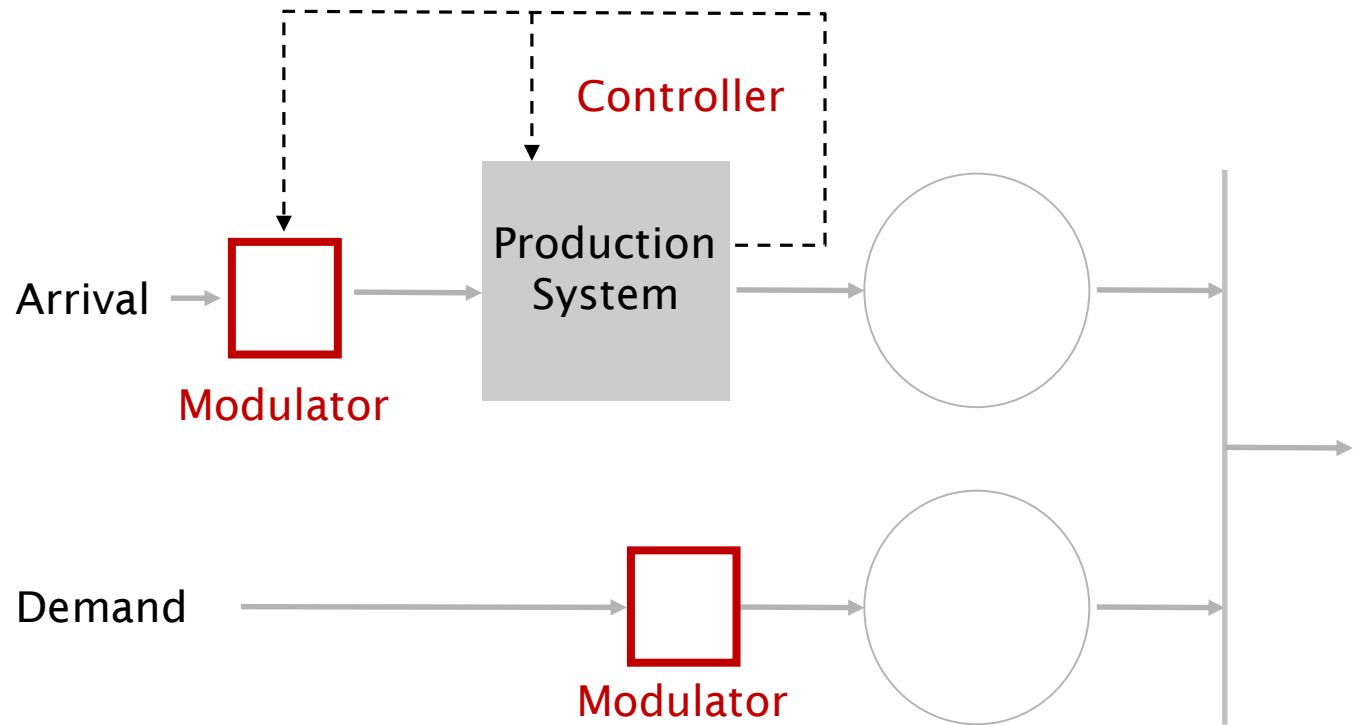 Controller
Production
System
Arrival
Modulator
Demand
Modulator